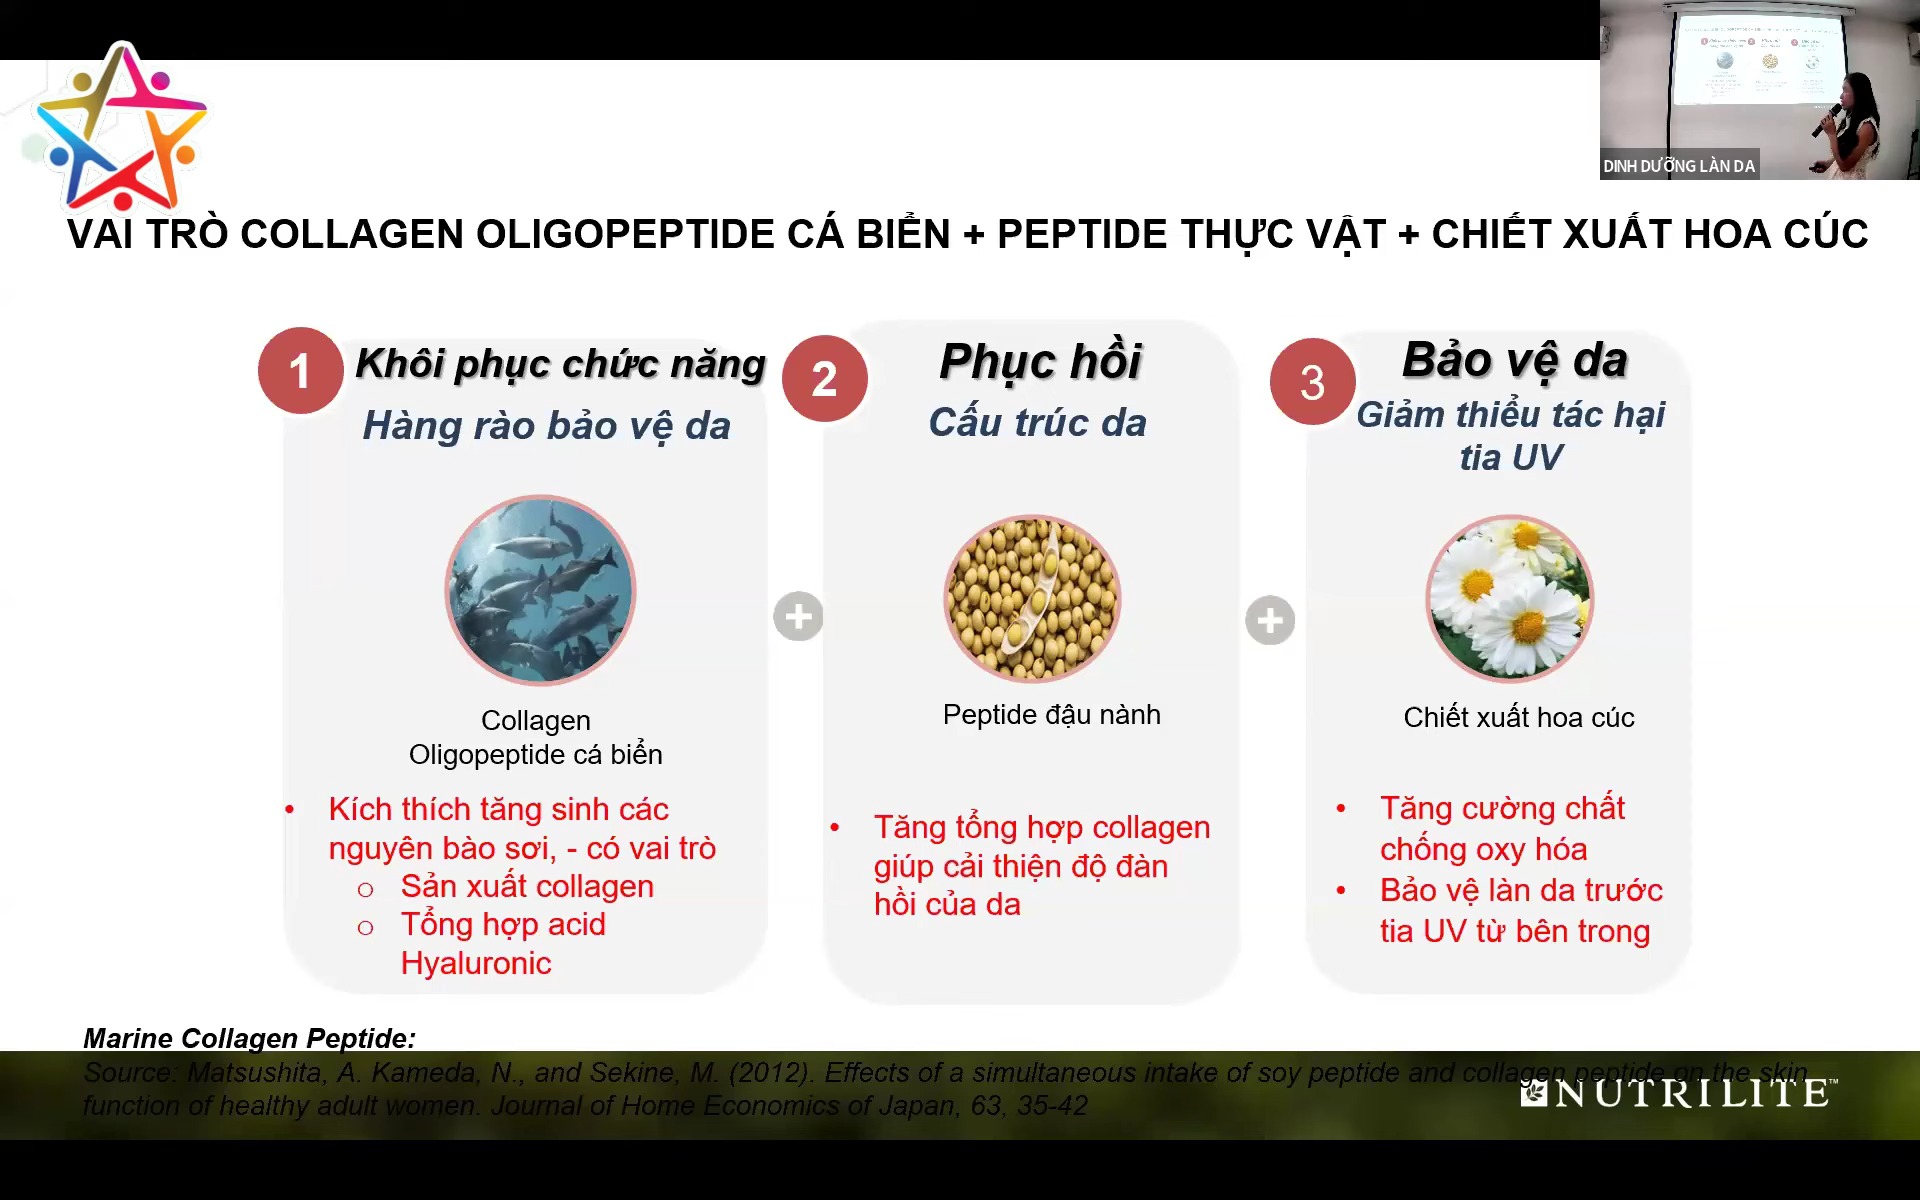 DINH DƯỠNG LÀN DA
VAI TRÒ COLLAGEN OLIGOPEPTIDE CÁ BIỂN + PEPTIDE THỰC VẬT + CHIẾT XUẤT HOA CÚC
1
Khôi phục chức năng
Hàng rào bảo vệ da
Collagen
Oligopeptide cá biển
• Kích thích tăng sinh các
nguyên bào sơi, - có vai trò
o Sản xuất collagen
o Tổng hợp acid
Hyaluronic
2
Phục hồi
Cấu trúc da
Peptide đậu nành
• Tăng tổng hợp collagen
giúp cải thiện độ đàn
hồi của da
3
Bảo vệ da
Giảm thiểu tác hại
tia UV
Chiết xuất hoa cúc
• Tăng cường chất
chống oxy hóa
• Bảo vệ làn da trước
tia UV từ bên trong
Marine Collagen Peptide:
Source: Matsushita, A. Kameda, N., and Sekine, M. (2012). Effects of a simultaneous intake of soy peptide and collagen peptide on the skin
function of healthy adult women. Journal of Home Economics of Japan, 63, 35-42
NUTRILITE™